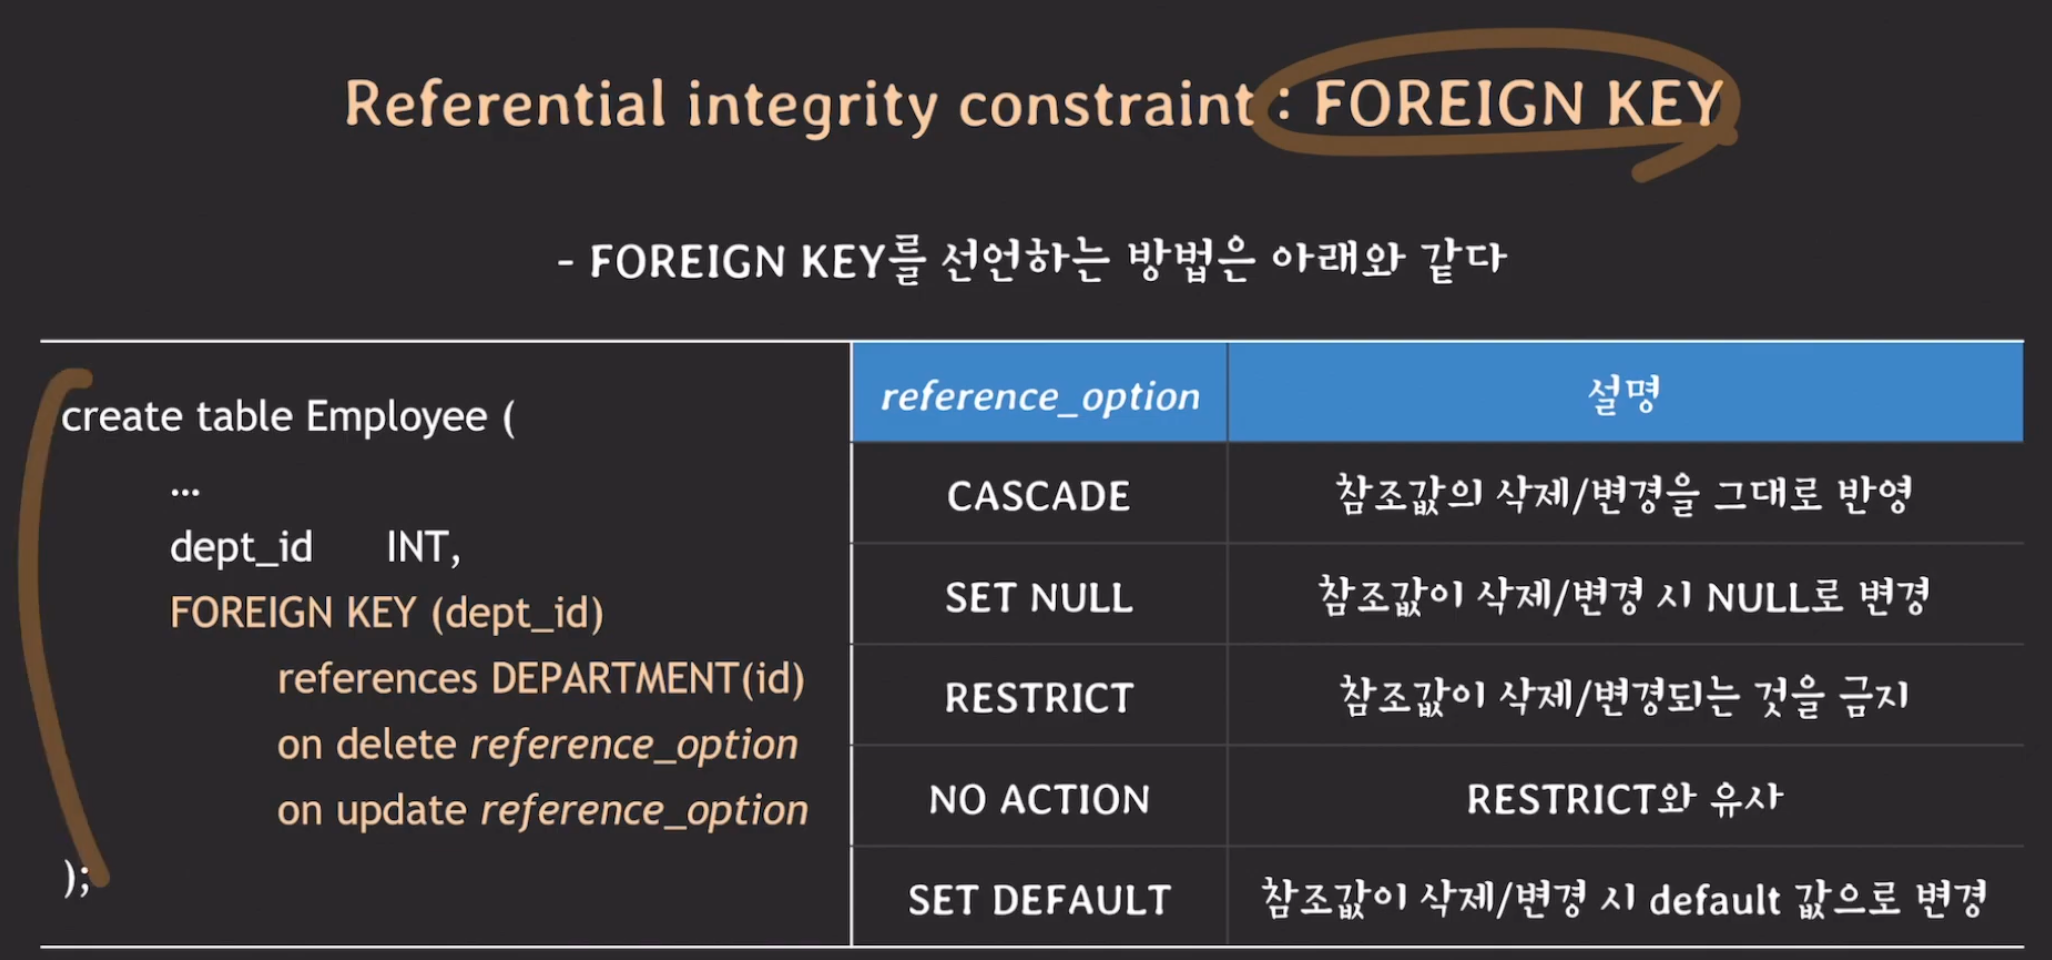 Referential integrity constraint : FOREIGN KEY
- FOREIGN KEY를 선언하는 방법은 아래와 같다
create table Employee (
...
dept_id INT,
FOREIGN KEY (dept_id)
references DEPARTMENT(id)
on delete reference_option
on update reference_option
);
reference_option 설명
CASCADE 참조값의 삭제/변경을 그대로 반영
SET NULL 참조값이 삭제/변경 시 NULL로 변경
RESTRICT 참조값이 삭제/변경되는 것을 금지
NO ACTION RESTRICT와 유사
SET DEFAULT 참조값이 삭제/변경 시 default 값으로 변경